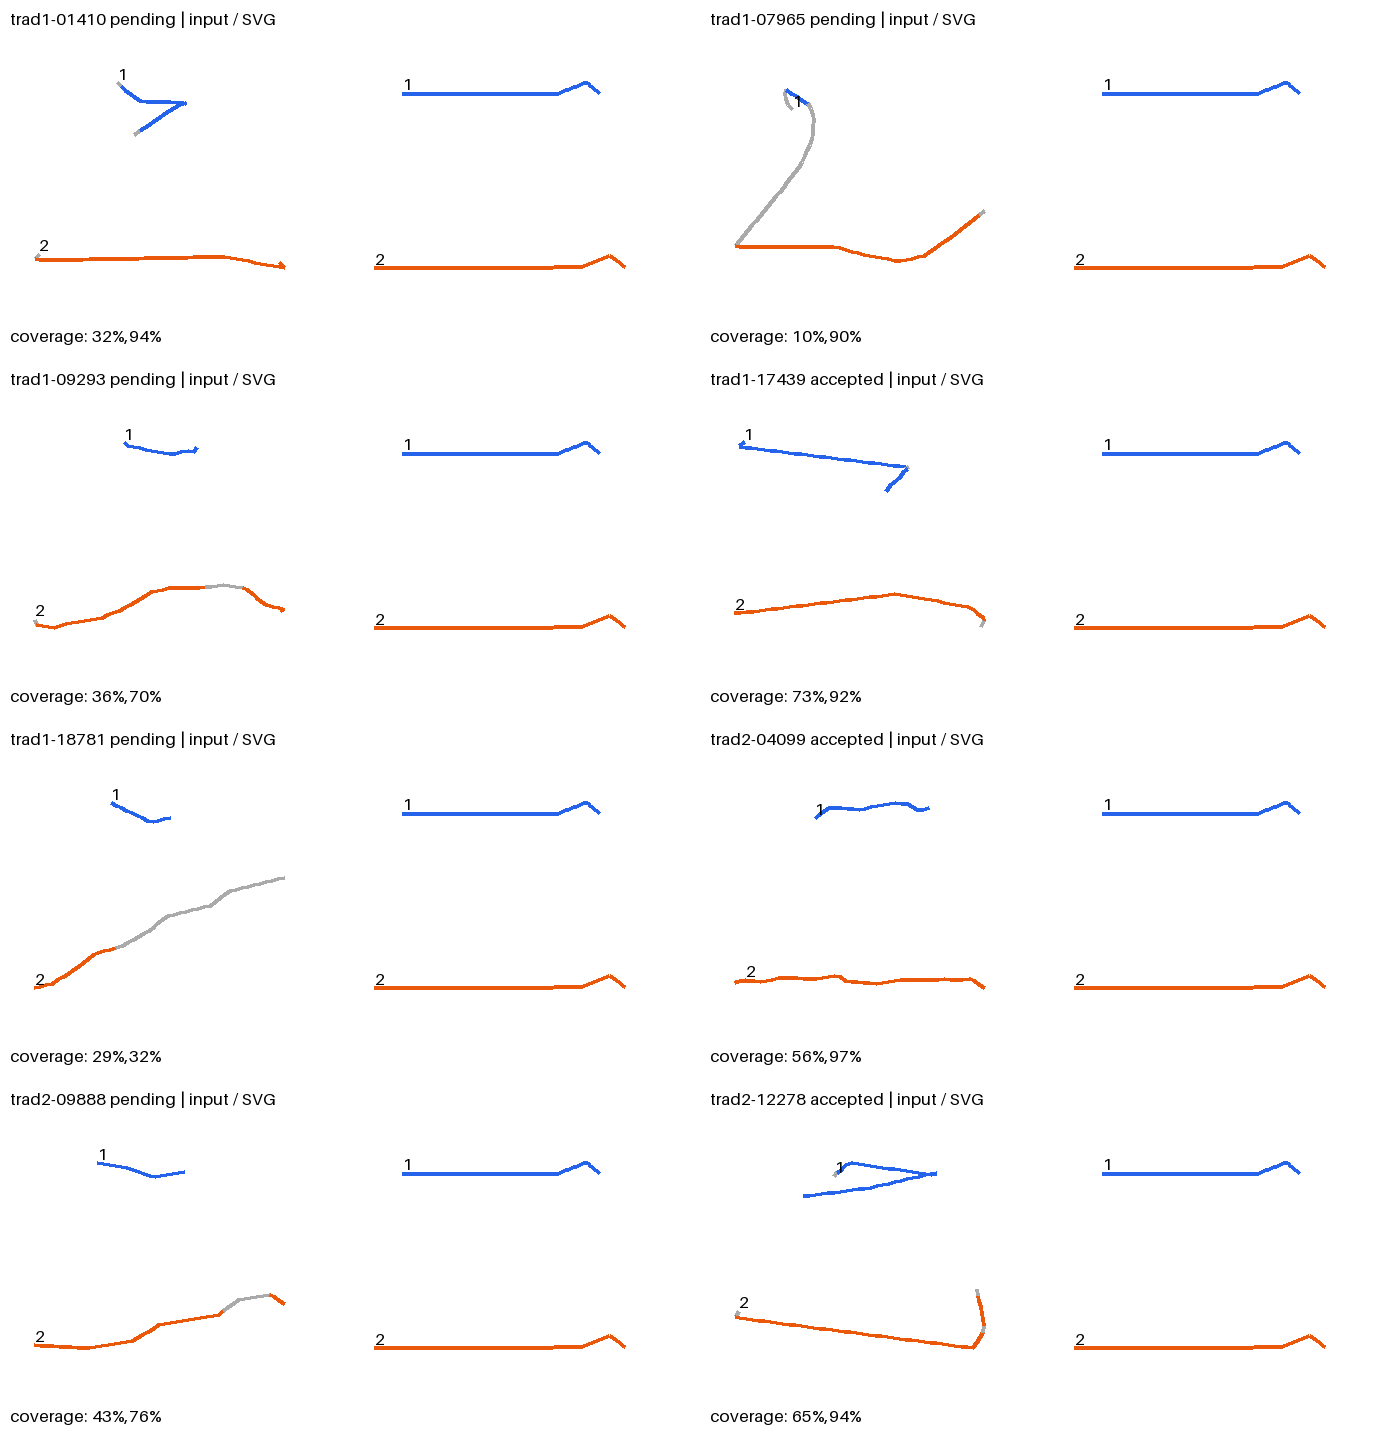 trad1-01410 pending | input / SVG
trad1-07965 pending | input / SVG
1
1
1
1
2
2
2
2
coverage: 32%,94%
coverage: 10%,90%
trad1-09293 pending | input / SVG
trad1-17439 accepted | input / SVG
1
1
1
1
2
2
2
2
coverage: 36%,70%
coverage: 73%,92%
trad1-18781 pending | input / SVG
trad2-04099 accepted | input / SVG
1
1
1
1
2
2
2
2
coverage: 29%,32%
coverage: 56%,97%
trad2-09888 pending | input / SVG
trad2-12278 accepted | input / SVG
1
1
1
1
2
2
2
2
coverage: 43%,76%
coverage: 65%,94%